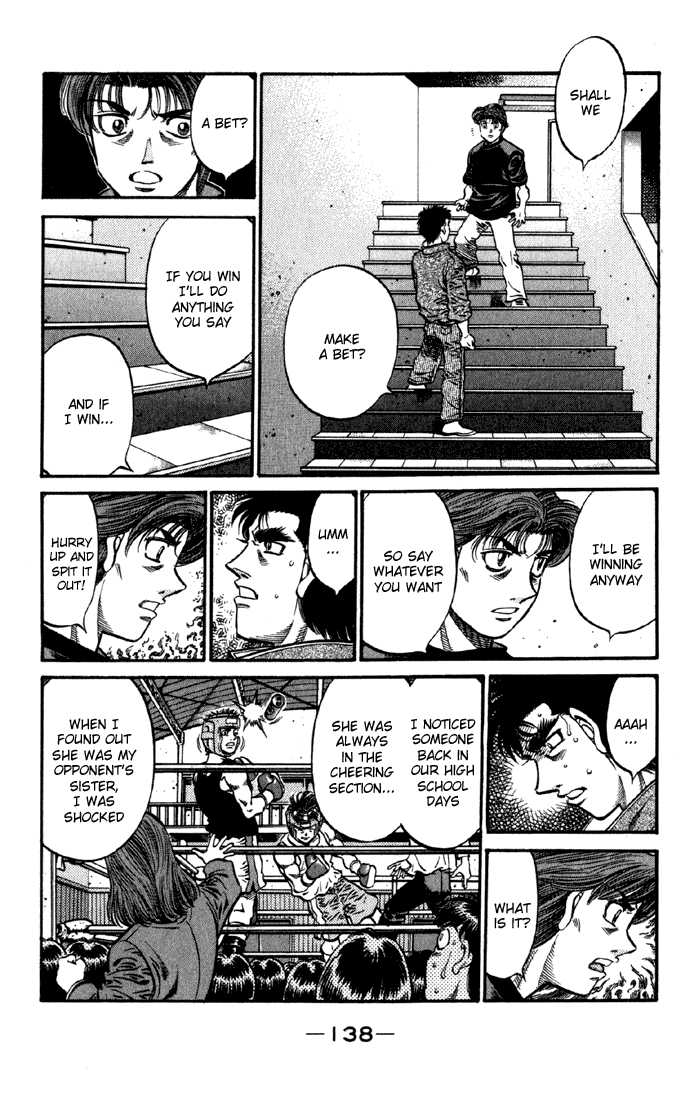 SHALL
WE
MAKE
A BET?
A BET?
IF YOU WIN
I'LL DO
ANYTHING
YOU SAY
AND IF
I WIN...
I'LL BE
WINNING
ANYWAY
SO SAY
WHATEVER
YOU WANT
UMM
...
HURRY
UP AND
SPIT IT
OUT!
AAAH
...
WHAT
IS IT?
I NOTICED
SOMEONE
BACK IN
OUR HIGH
SCHOOL
DAYS
SHE WAS
ALWAYS
IN THE
CHEERING
SECTION...
WHEN I
FOUND OUT
SHE WAS MY
OPPONENT'S
SISTER,
I WAS
SHOCKED
—138—